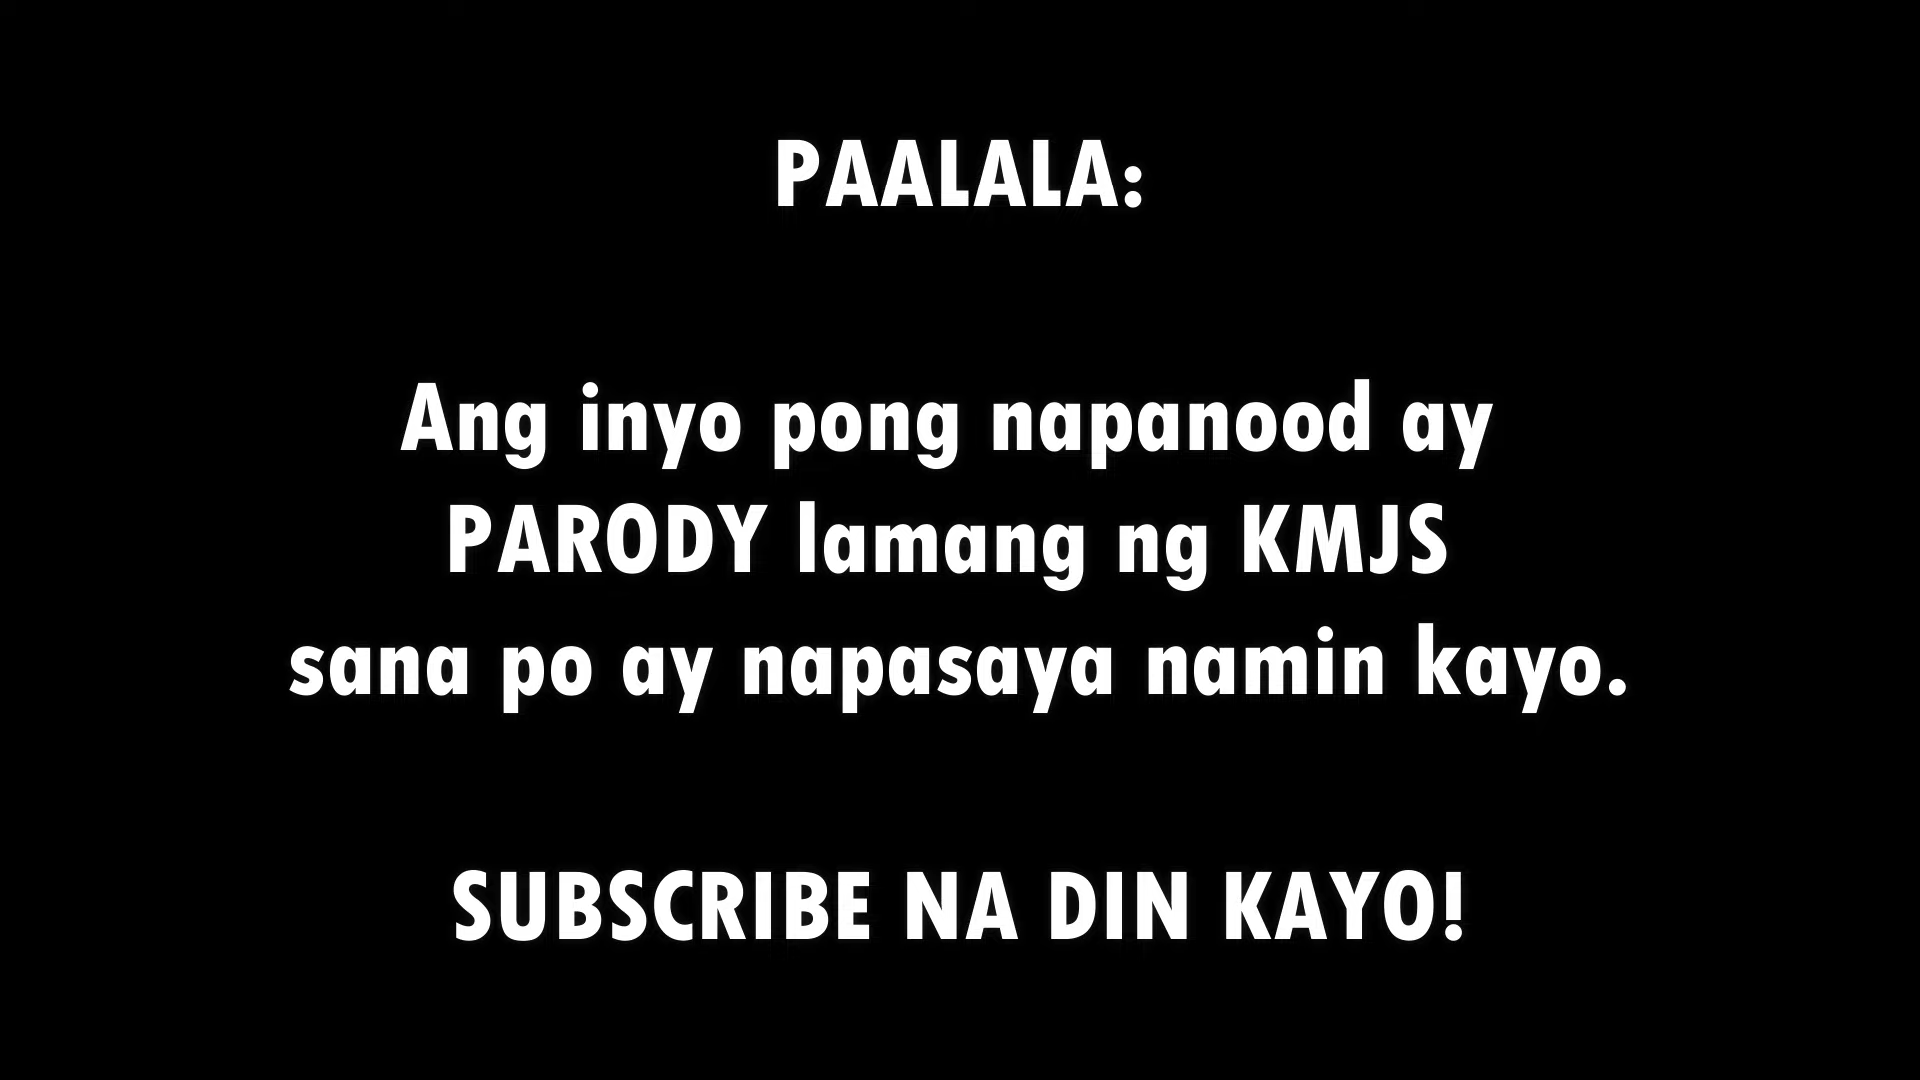 PAALALA:
Ang inyo pong napanood ay
PARODY lamang ng KMJS
sana po ay napasaya namin kayo.
SUBSCRIBE NA DIN KAYO!